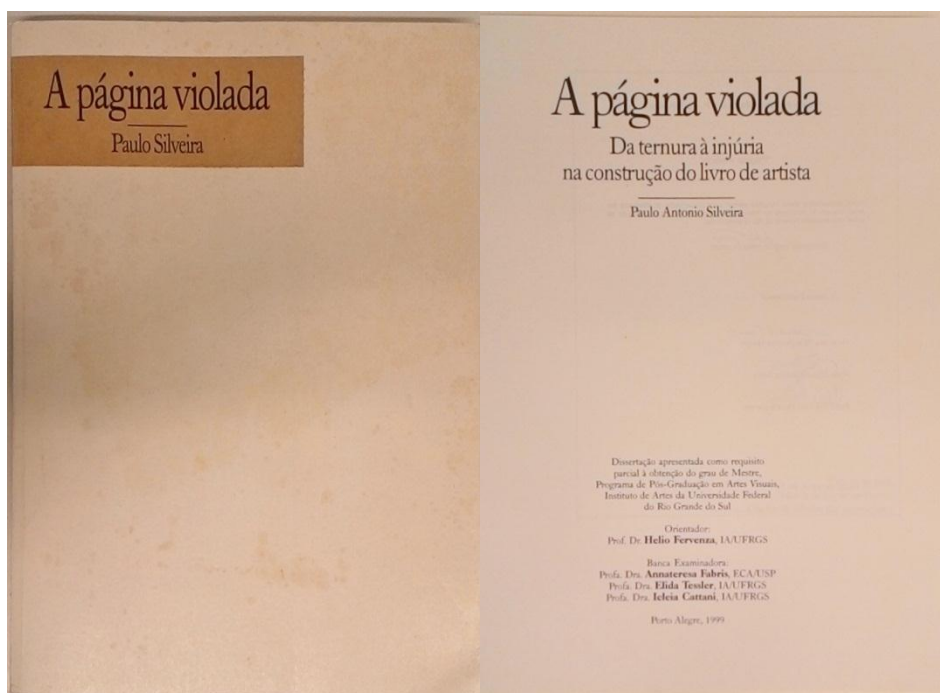 A página violada
Paulo Silveira
A página violada
Da ternura à injúria
na construção do livro de artista
Paulo Antonio Silveira
Dissertação apresentada como requisito
parcial à obtenção do grau de Mestre,
Programa de Pós-Graduação em Artes Visuais,
Instituto de Artes da Universidade Federal
do Rio Grande do Sul
Orientador:
Prof. Dr. Helio Fervenza, IA/UFRGS
Banca Examinadora:
Profa. Dra. Annateresa Fabris, ECA/USP
Profa. Dra. Elida Tessler, IA/UFRGS
Profa. Dra. Icleia Cattani, IA/UFRGS
Porto Alegre, 1999